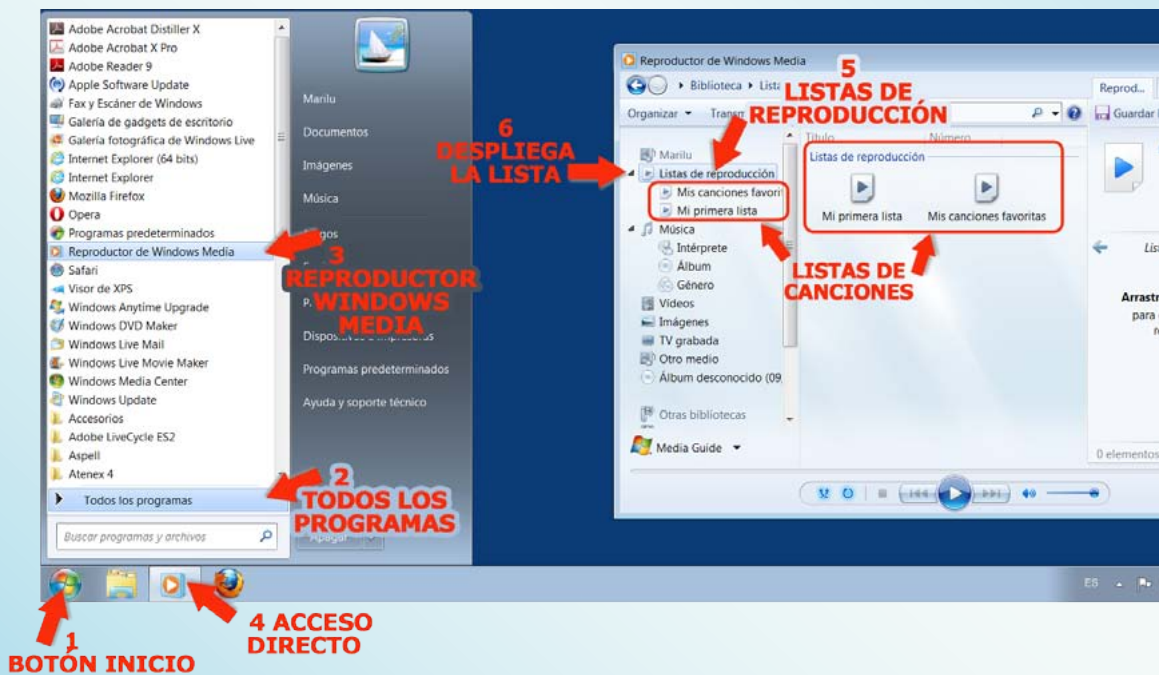 Adobe Acrobat Distiller X
Adobe Acrobat X Pro
Adobe Reader 9
Apple Software Update
Fax y Escáner de Windows
Galería de gadgets de escritorio
Galería fotográfica de Windows Live
Internet Explorer (64 bits)
Internet Explorer
Mozilla Firefox
Opera
Programas predeterminados
Reproductor de Windows Media
Safari
Visor de XPS
Windows Anytime Upgrade
Windows DVD Maker
Windows Live Mail
Windows Live Movie Maker
Windows Media Center
Windows Update
Accesorios
Adobe LiveCycle ES2
Aspell
Atenex 4
Todos los programas
Buscar programas y archivos
Marilu
Documentos
Imágenes
Música
Programas predeterminados
Ayuda y soporte técnico
Apagar
1
BOTÓN INICIO
2
TODOS LOS
PROGRAMAS
3
REPRODUCTOR
WINDOWS
MEDIA
4 ACCESO
DIRECTO
5
LISTAS DE
REPRODUCCIÓN
6
DESPLIEGA
LA LISTA
LISTAS DE
CANCIONES
Reproductor de Windows Media
Biblioteca
Organizar
Reprod...
Guardar
Título
Número
Marilu
Listas de reproducción
Mis canciones favorit
Mi primera lista
Música
Intérprete
Álbum
Género
Vídeos
Imágenes
TV grabada
Otro medio
Álbum desconocido (09
Otras bibliotecas
Media Guide
Listas de reproducción
Mi primera lista
Mis canciones favoritas
Arrastr
para
0 elementos
ES